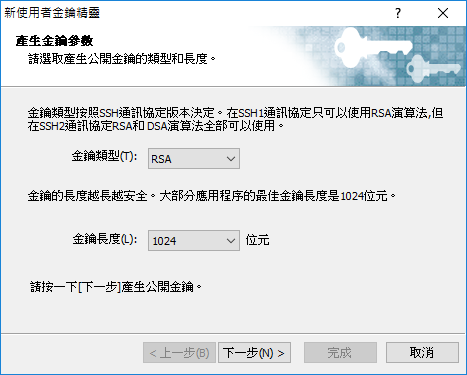 新使用者金鑰精靈
產生金鑰參數
請選取產生公開金鑰的類型和長度。
金鑰類型按照SSH通訊協定版本決定。在SSH1通訊協定只可以使用RSA演算法,但
在SSH2通訊協定RSA和 DSA演算法全部可以使用。
金鑰類型(T): RSA
金鑰的長度越長越安全。大部分應用程序的最佳金鑰長度是1024位元。
金鑰長度(L): 1024 位元
請按一下[下一步]產生公開金鑰。
< 上一步(B) 下一步(N) > 完成 取消